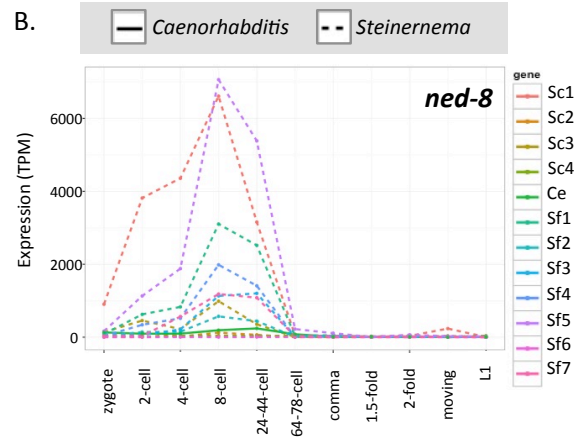 B.
Caenorhabditis
Steinernema
ned-8
Expression (TPM)
6000
4000
2000
0
zygote
2-cell
4-cell
8-cell
24-44-cell
64-78-cell
comma
1.5-fold
2-fold
moving
L1
gene
Sc1
Sc2
Sc3
Sc4
Ce
Sf1
Sf2
Sf3
Sf4
Sf5
Sf6
Sf7